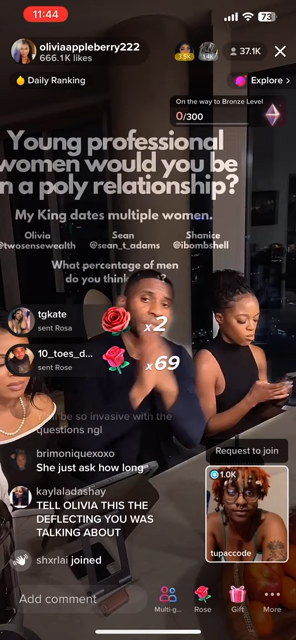 11:44
73
oliviaappleberry222
666.1K likes
37.1K
Daily Ranking
Explore >
On the way to Bronze Level
0/300
Young professional
women would you be
n a poly relationship?
My King dates multiple women.
Olivia Sean Shanice
@twosensewealth @sean_t_adams @ibombshell
What percentage of men
do you think
tgkate
sent Rosa
x2
10_toes_d...
sent Rosa
x69
be so invasive with the
questions ngl
brimoniquexoxo
She just ask how long
Request to join
kayladashay
TELL OLIVIA THIS THE
DEFLECTING YOU WAS
TALKING ABOUT
1.0K
tupaccode
shxrlai joined
Add comment
Multi-g...
Rose
Gift
More